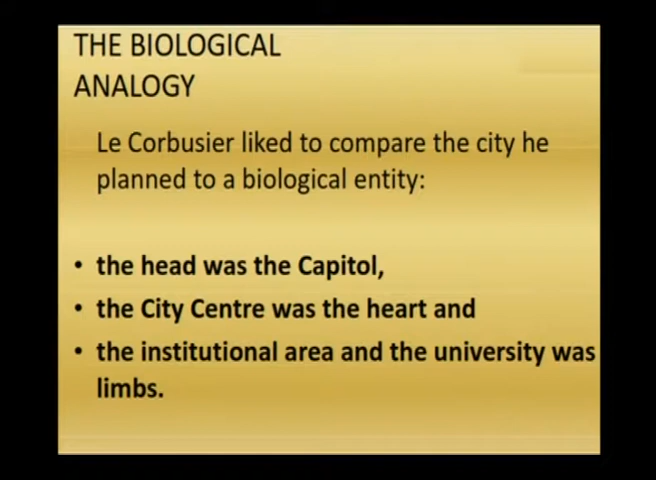 THE BIOLOGICAL
ANALOGY
Le Corbusier liked to compare the city he
planned to a biological entity:
• the head was the Capitol,
• the City Centre was the heart and
• the institutional area and the university was
limbs.